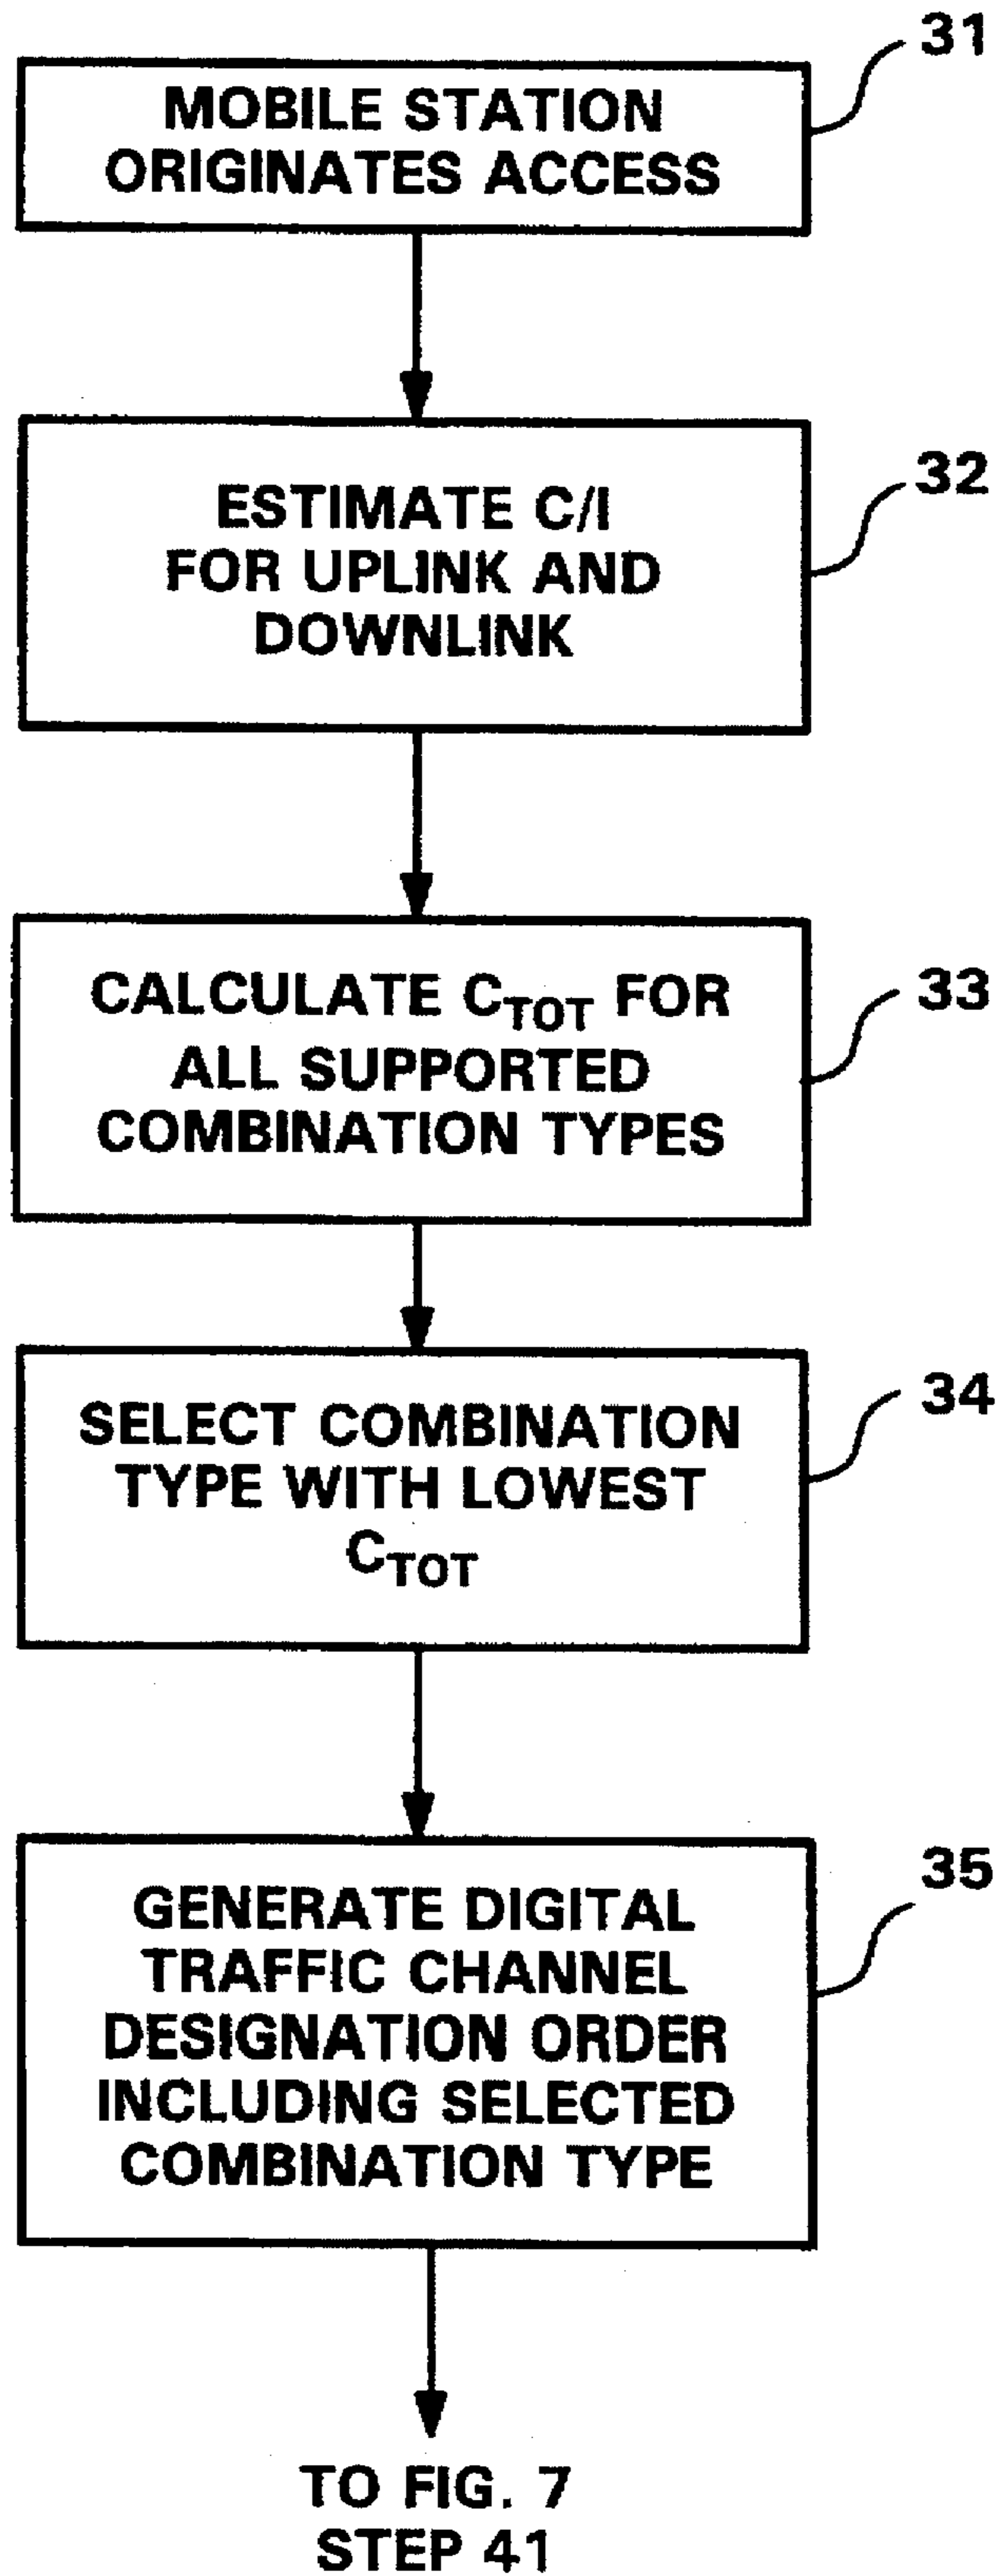 31
MOBILE STATION
ORIGINATES ACCESS
32
ESTIMATE C/I
FOR UPLINK AND
DOWNLINK
33
CALCULATE C_TOT FOR
ALL SUPPORTED
COMBINATION TYPES
34
SELECT COMBINATION
TYPE WITH LOWEST
C_TOT
35
GENERATE DIGITAL
TRAFFIC CHANNEL
DESIGNATION ORDER
INCLUDING SELECTED
COMBINATION TYPE
TO FIG. 7
STEP 41